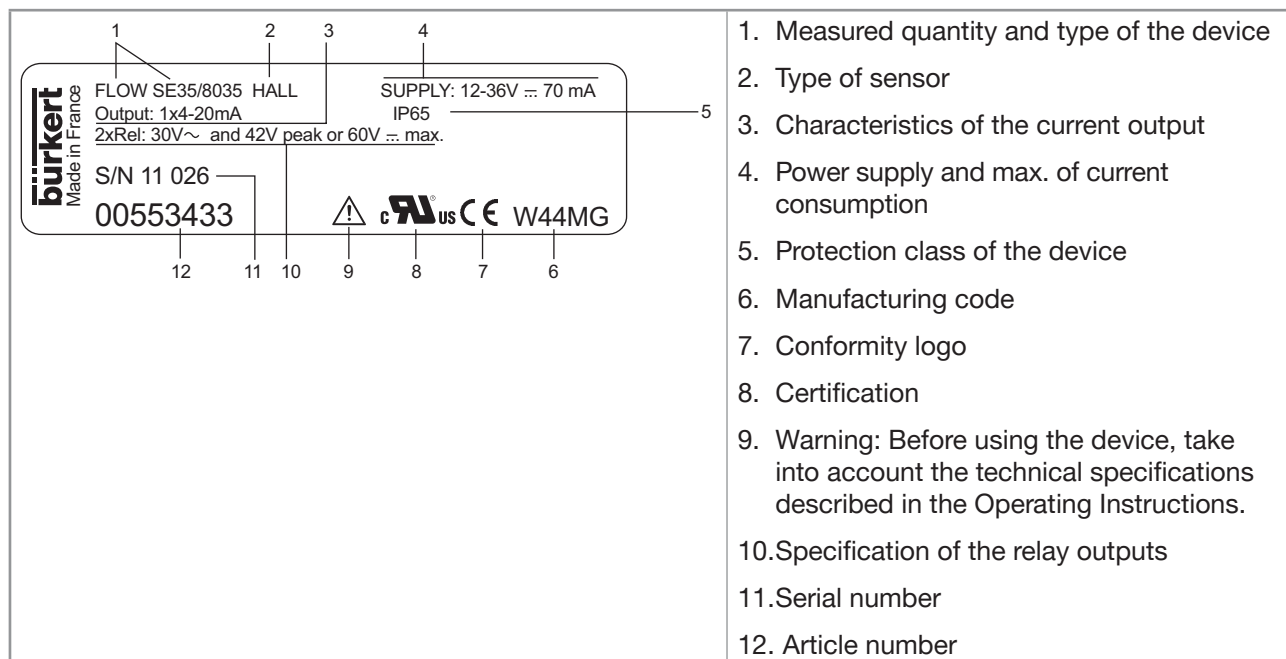 1 2 3 4
FLOW SE35/8035 HALL SUPPLY: 12-36V ⎓ 70 mA
Output: 1x4-20mA IP65 5
2xRel: 30V∼ and 42V peak or 60V ⎓ max.
bürkert
Made in France
S/N 11 026
00553433 ⚠ c RU ® US CE W44MG
12 11 10 9 8 7 6
1. Measured quantity and type of the device
2. Type of sensor
3. Characteristics of the current output
4. Power supply and max. of current
consumption
5. Protection class of the device
6. Manufacturing code
7. Conformity logo
8. Certification
9. Warning: Before using the device, take
into account the technical specifications
described in the Operating Instructions.
10.Specification of the relay outputs
11.Serial number
12. Article number